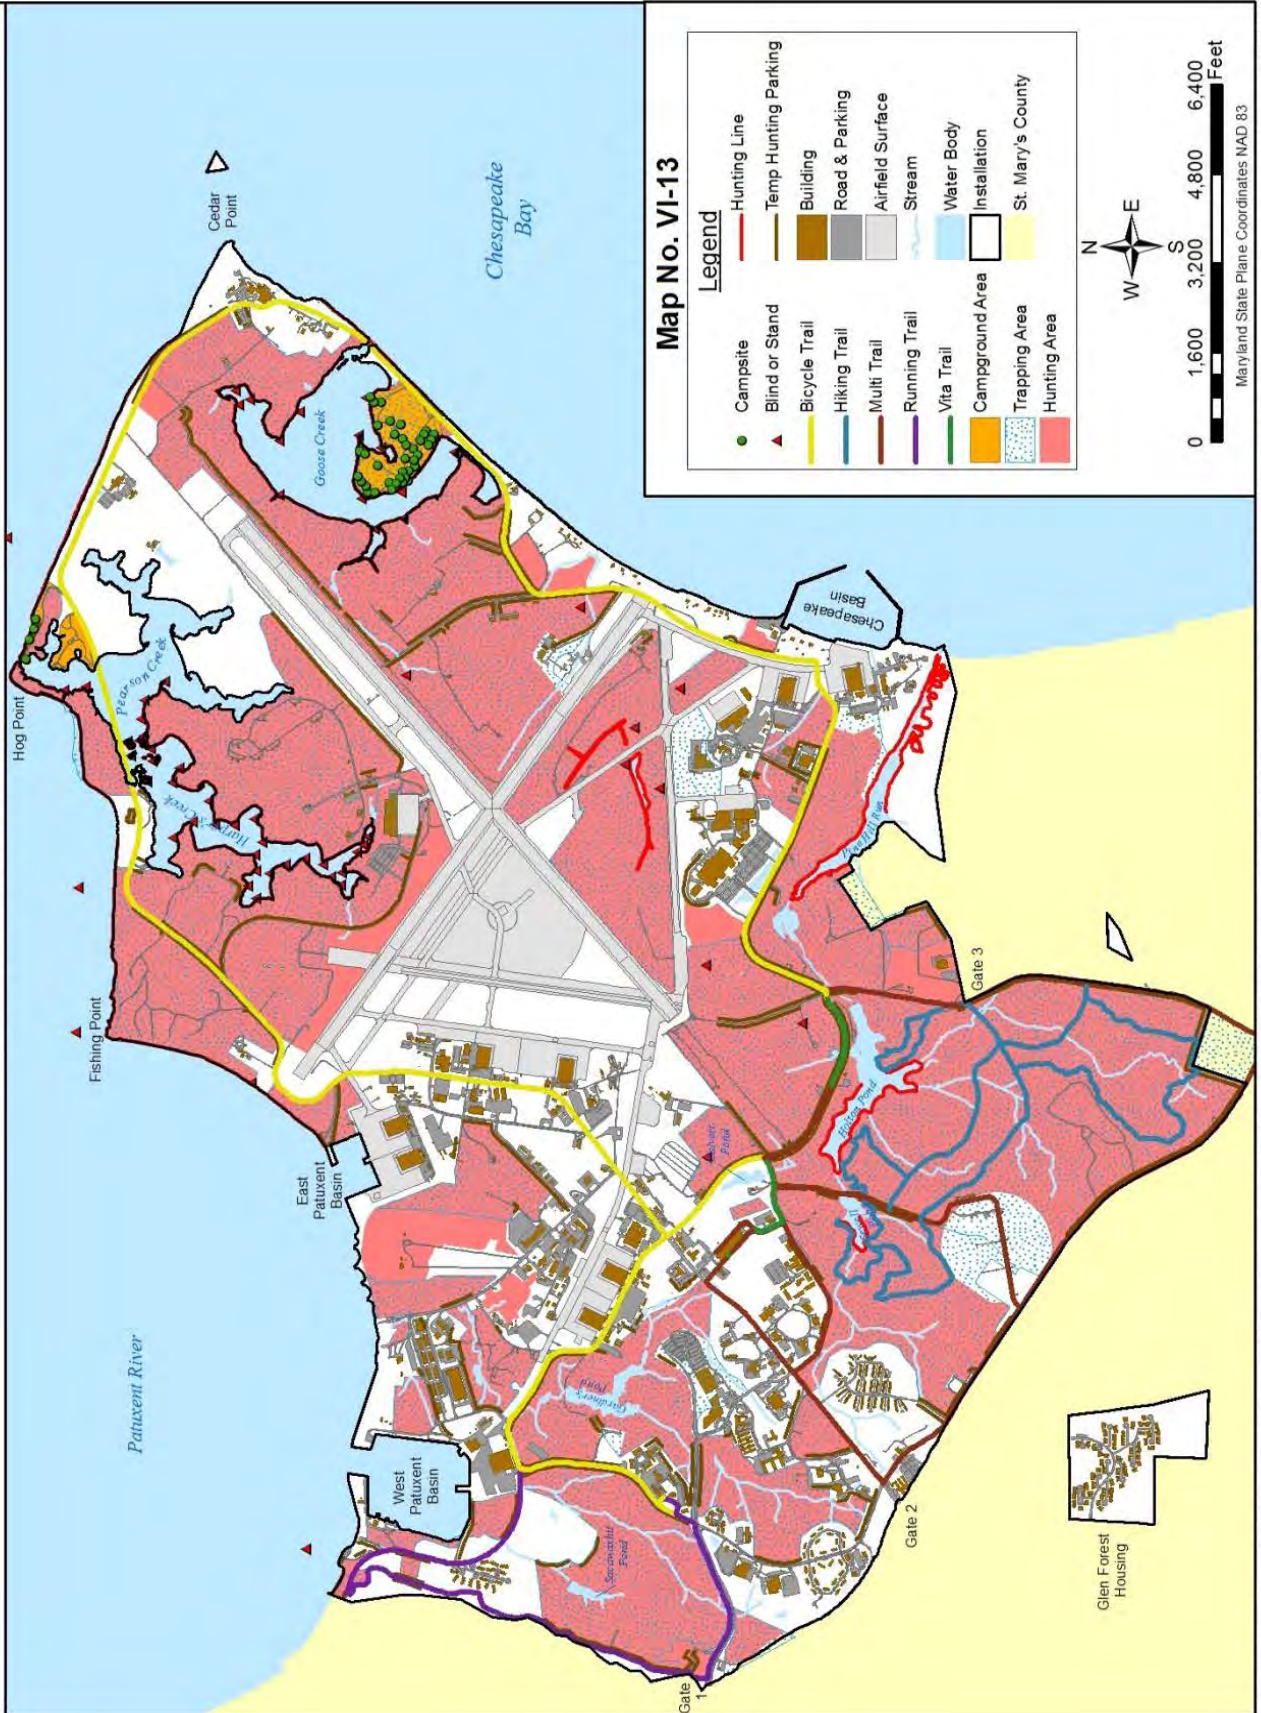 Map No. VI-13
Legend
Campsite
Blind or Stand
Bicycle Trail
Hiking Trail
Multi Trail
Running Trail
Vita Trail
Campground Area
Trapping Area
Hunting Area
Hunting Line
Temp Hunting Parking
Building
Road & Parking
Airfield Surface
Stream
Water Body
Installation
St. Mary's County
N
W
E
S
0
1,600
3,200
4,800
6,400
Feet
Maryland State Plane Coordinates NAD 83
Patuxent River
Chesapeake
Bay
Cedar
Point
Hog Point
Fishing Point
Goose Creek
Pearson Creek
Harper's Creek
East
Patuxent
Basin
West
Patuxent
Basin
Chesapeake
Basin
Pine Hill Run
Holton Pond
Pond
Gardiner's
Pond
Pond
Gate
1
Gate 2
Gate 3
Glen Forest
Housing